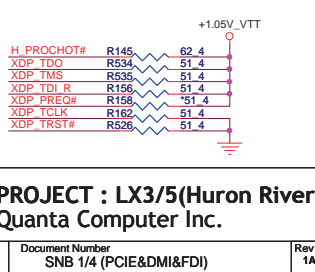 +1.05V_VTT
H_PROCHOT# R145 62_4
XDP_TDO R534 51_4
XDP_TMS R535 51_4
XDP_TDI_R R156 51_4
XDP_PREQ# R158 *51_4
XDP_TCLK R162 51_4
XDP_TRST# R526 51_4
PROJECT : LX3/5(Huron River
Quanta Computer Inc.
Document Number Rev
SNB 1/4 (PCIE&DMI&FDI) 1A